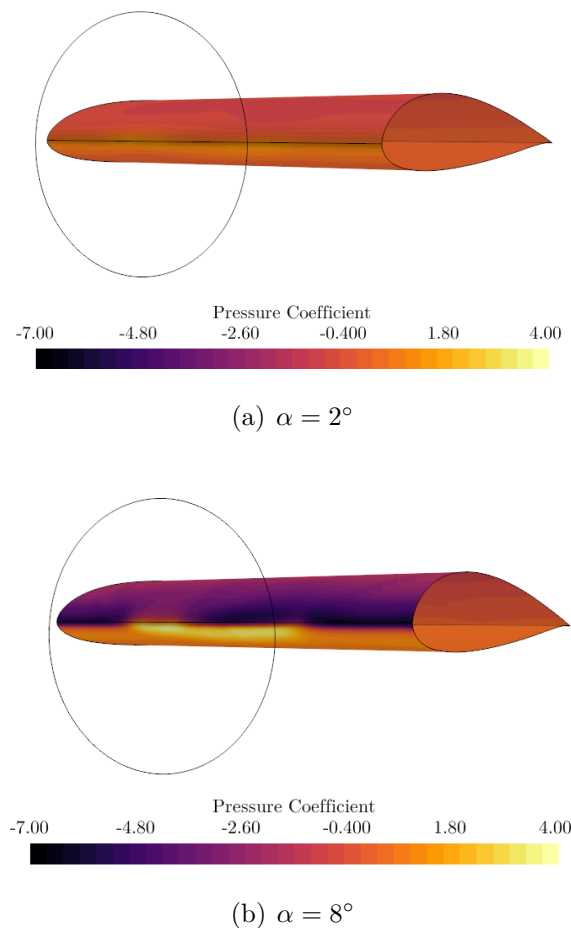 Pressure Coefficient
-7.00 -4.80 -2.60 -0.400 1.80 4.00
(a) α = 2°
Pressure Coefficient
-7.00 -4.80 -2.60 -0.400 1.80 4.00
(b) α = 8°